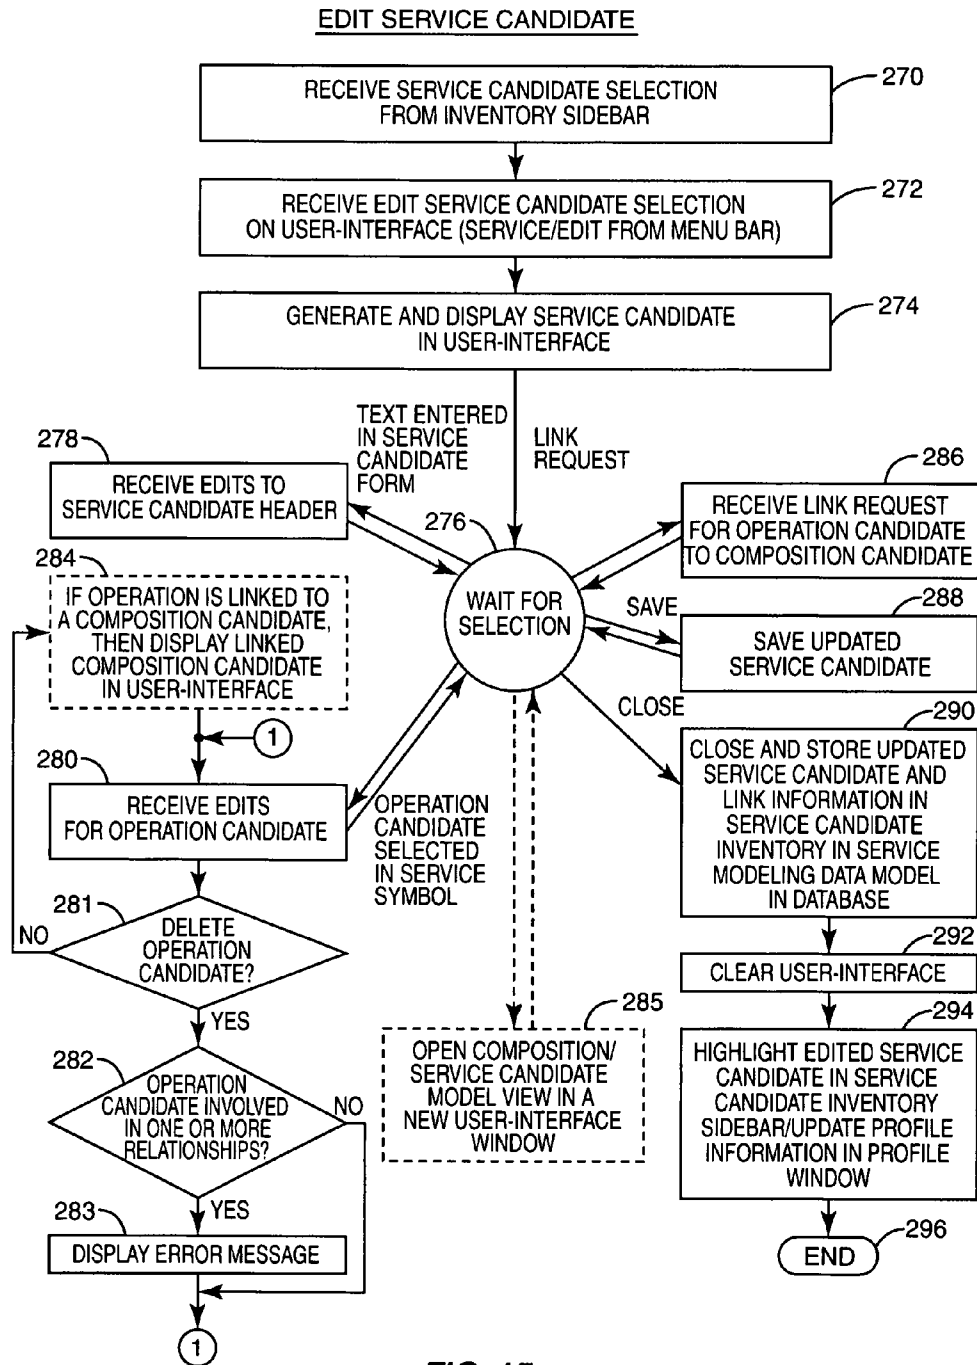 EDIT SERVICE CANDIDATE
270
RECEIVE SERVICE CANDIDATE SELECTION
FROM INVENTORY SIDEBAR
272
RECEIVE EDIT SERVICE CANDIDATE SELECTION
ON USER-INTERFACE (SERVICE/EDIT FROM MENU BAR)
274
GENERATE AND DISPLAY SERVICE CANDIDATE
IN USER-INTERFACE
TEXT ENTERED
IN SERVICE
CANDIDATE
FORM
LINK
REQUEST
278
RECEIVE EDITS TO
SERVICE CANDIDATE HEADER
276
WAIT FOR
SELECTION
286
RECEIVE LINK REQUEST
FOR OPERATION CANDIDATE
TO COMPOSITION CANDIDATE
284
IF OPERATION IS LINKED TO
A COMPOSITION CANDIDATE,
THEN DISPLAY LINKED
COMPOSITION CANDIDATE
IN USER-INTERFACE
SAVE
288
SAVE UPDATED
SERVICE CANDIDATE
CLOSE
1
280
RECEIVE EDITS
FOR OPERATION CANDIDATE
OPERATION
CANDIDATE
SELECTED
IN SERVICE
SYMBOL
290
CLOSE AND STORE UPDATED
SERVICE CANDIDATE AND
LINK INFORMATION IN
SERVICE CANDIDATE
INVENTORY IN SERVICE
MODELING DATA MODEL
IN DATABASE
281
NO
DELETE
OPERATION
CANDIDATE?
YES
292
CLEAR USER-INTERFACE
282
OPERATION
CANDIDATE INVOLVED
IN ONE OR MORE
RELATIONSHIPS?
NO
YES
285
OPEN COMPOSITION/
SERVICE CANDIDATE
MODEL VIEW IN A
NEW USER-INTERFACE
WINDOW
294
HIGHLIGHT EDITED SERVICE
CANDIDATE IN SERVICE
CANDIDATE INVENTORY
SIDEBAR/UPDATE PROFILE
INFORMATION IN PROFILE
WINDOW
283
DISPLAY ERROR MESSAGE
END
296
1